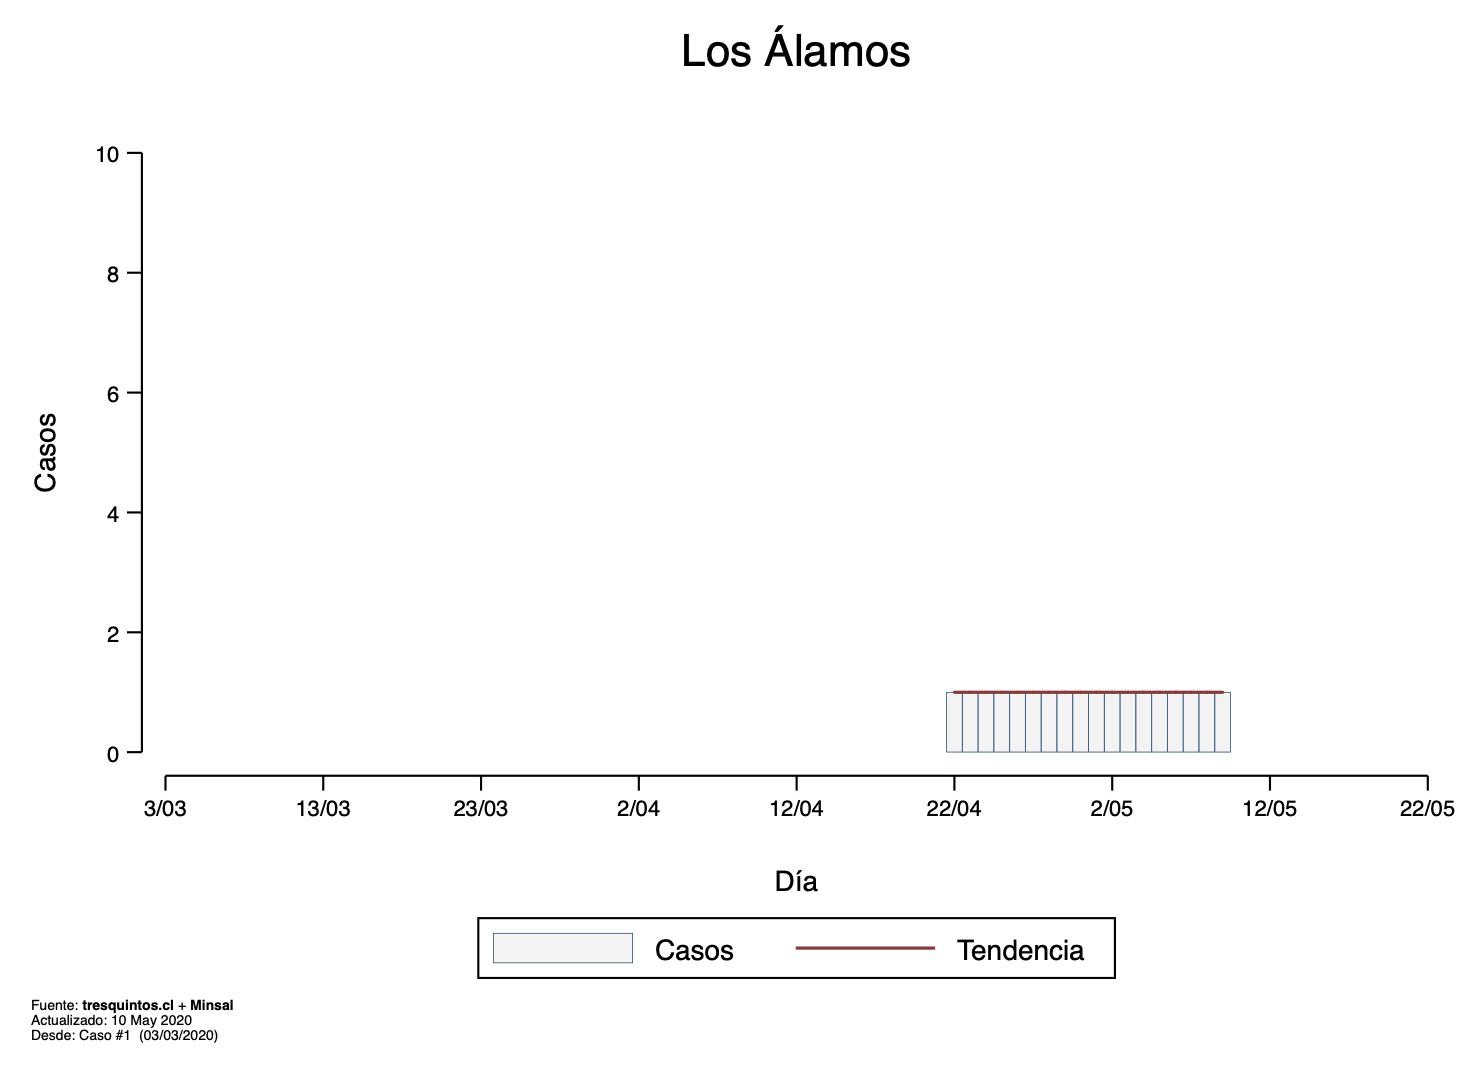 Los Álamos
10
8
6
4
2
0
Casos
3/03 13/03 23/03 2/04 12/04 22/04 2/05 12/05 22/05
Día
Casos Tendencia
Fuente: tresquintos.cl + Minsal
Actualizado: 10 May 2020
Desde: Caso #1 (03/03/2020)